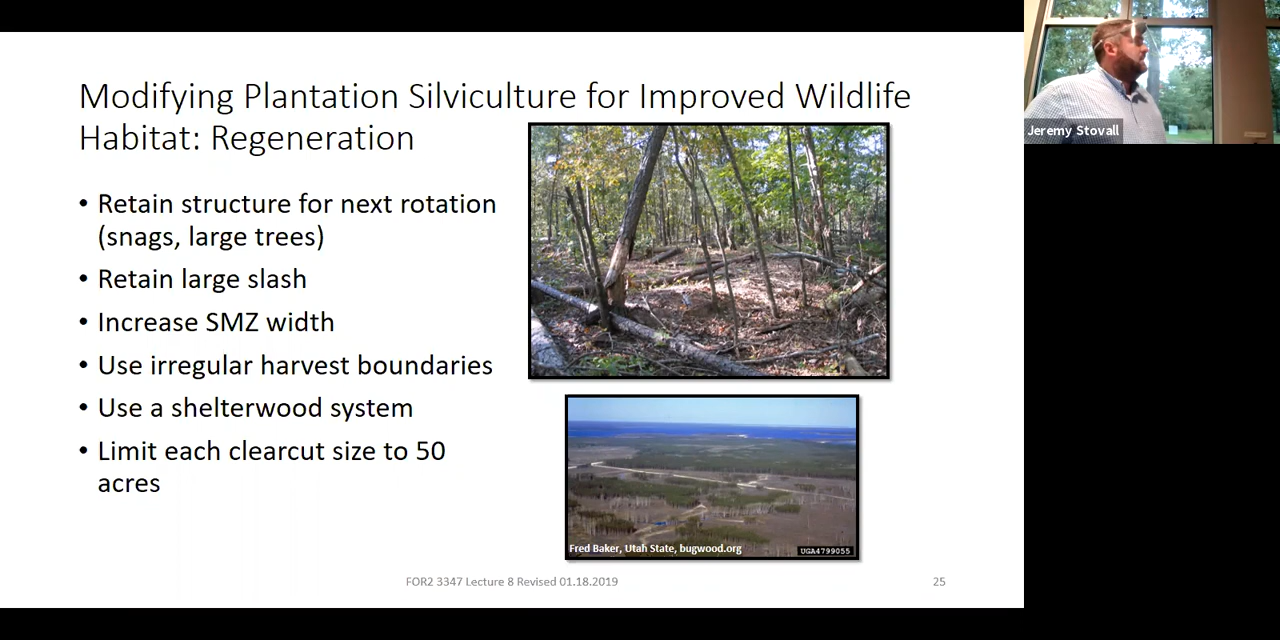 Modifying Plantation Silviculture for Improved Wildlife
Habitat: Regeneration
• Retain structure for next rotation
(snags, large trees)
• Retain large slash
• Increase SMZ width
• Use irregular harvest boundaries
• Use a shelterwood system
• Limit each clearcut size to 50
acres
Fred Baker, Utah State, bugwood.org
UGA4799055
FOR2 3347 Lecture 8 Revised 01.18.2019
25
Jeremy Stovall